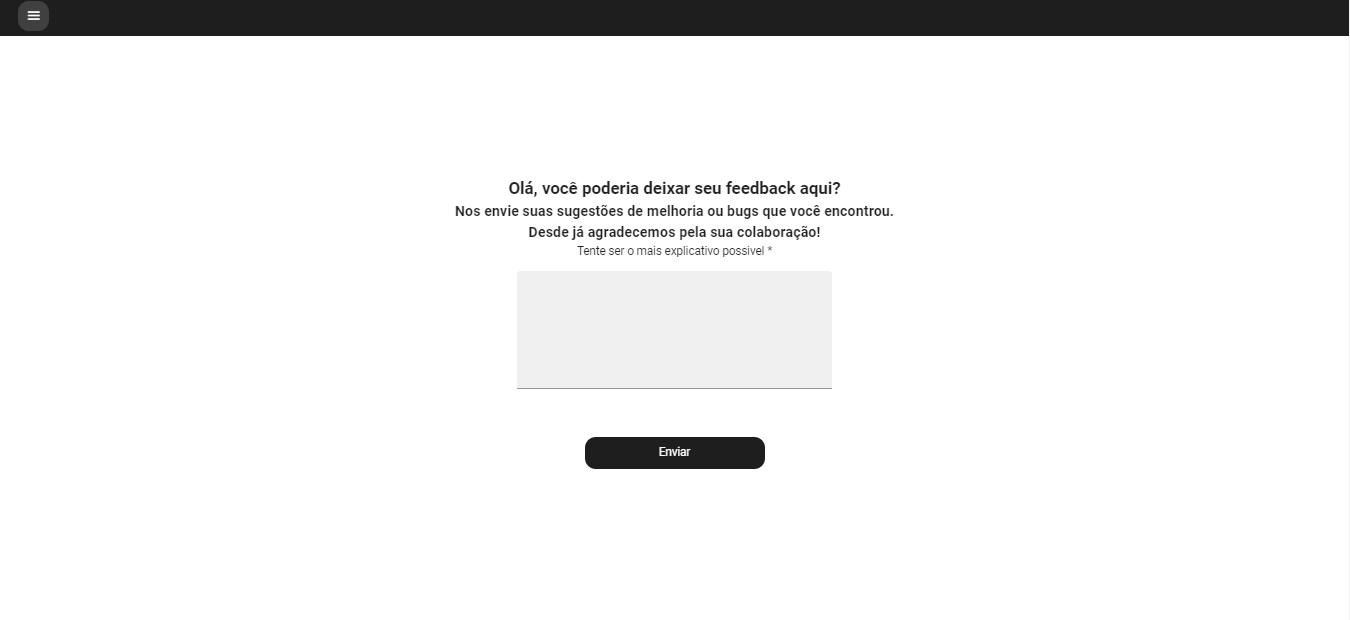 Olá, você poderia deixar seu feedback aqui?
Nos envie suas sugestões de melhoria ou bugs que você encontrou.
Desde já agradecemos pela sua colaboração!
Tente ser o mais explicativo possivel *
Enviar